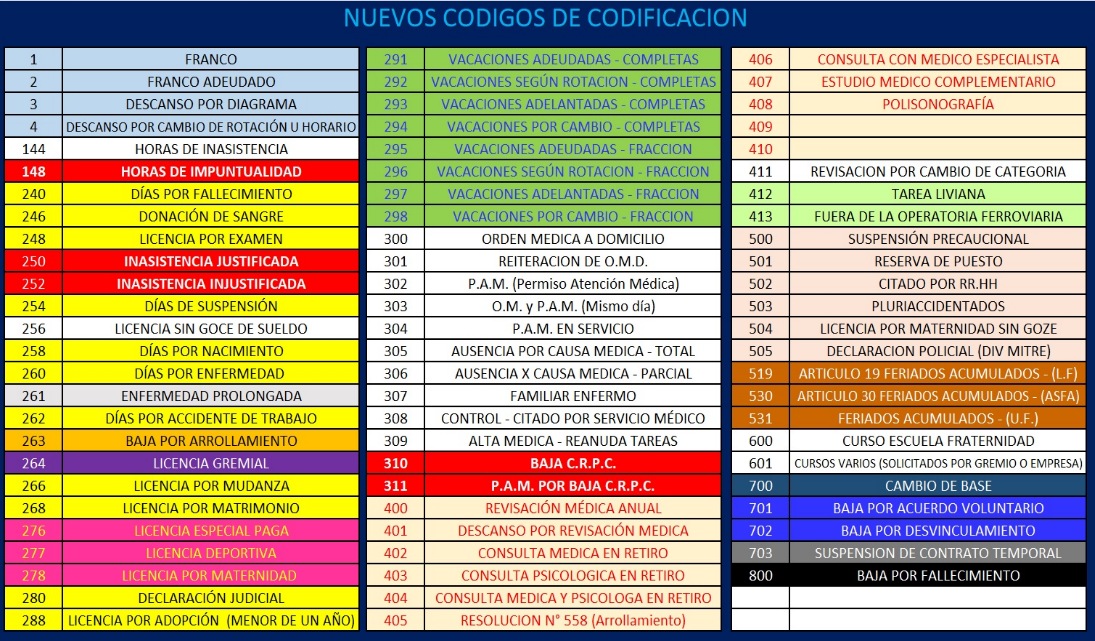 NUEVOS CODIGOS DE CODIFICACION
1 FRANCO
2 FRANCO ADEUDADO
3 DESCANSO POR DIAGRAMA
4 DESCANSO POR CAMBIO DE ROTACIÓN U HORARIO
144 HORAS DE INASISTENCIA
148 HORAS DE IMPUNTUALIDAD
240 DÍAS POR FALLECIMIENTO
246 DONACIÓN DE SANGRE
248 LICENCIA POR EXAMEN
250 INASISTENCIA JUSTIFICADA
252 INASISTENCIA INJUSTIFICADA
254 DÍAS DE SUSPENSIÓN
256 LICENCIA SIN GOCE DE SUELDO
258 DÍAS POR NACIMIENTO
260 DÍAS POR ENFERMEDAD
261 ENFERMEDAD PROLONGADA
262 DÍAS POR ACCIDENTE DE TRABAJO
263 BAJA POR ARROLLAMIENTO
264 LICENCIA GREMIAL
266 LICENCIA POR MUDANZA
268 LICENCIA POR MATRIMONIO
276 LICENCIA ESPECIAL PAGA
277 LICENCIA DEPORTIVA
278 LICENCIA POR MATERNIDAD
280 DECLARACIÓN JUDICIAL
288 LICENCIA POR ADOPCIÓN (MENOR DE UN AÑO)
291 VACACIONES ADEUDADAS - COMPLETAS
292 VACACIONES SEGÚN ROTACION - COMPLETAS
293 VACACIONES ADELANTADAS - COMPLETAS
294 VACACIONES POR CAMBIO - COMPLETAS
295 VACACIONES ADEUDADAS - FRACCION
296 VACACIONES SEGÚN ROTACION - FRACCION
297 VACACIONES ADELANTADAS - FRACCION
298 VACACIONES POR CAMBIO - FRACCION
300 ORDEN MEDICA A DOMICILIO
301 REITERACION DE O.M.D.
302 P.A.M. (Permiso Atención Médica)
303 O.M. y P.A.M. (Mismo día)
304 P.A.M. EN SERVICIO
305 AUSENCIA POR CAUSA MEDICA - TOTAL
306 AUSENCIA X CAUSA MEDICA - PARCIAL
307 FAMILIAR ENFERMO
308 CONTROL - CITADO POR SERVICIO MÉDICO
309 ALTA MEDICA - REANUDA TAREAS
310 BAJA C.R.P.C.
311 P.A.M. POR BAJA C.R.P.C.
400 REVISACIÓN MÉDICA ANUAL
401 DESCANSO POR REVISACIÓN MEDICA
402 CONSULTA MEDICA EN RETIRO
403 CONSULTA PSICOLOGICA EN RETIRO
404 CONSULTA MEDICA Y PSICOLOGA EN RETIRO
405 RESOLUCION N° 558 (Arrollamiento)
406 CONSULTA CON MEDICO ESPECIALISTA
407 ESTUDIO MEDICO COMPLEMENTARIO
408 POLISONOGRAFÍA
409
410
411 REVISACION POR CAMBIO DE CATEGORIA
412 TAREA LIVIANA
413 FUERA DE LA OPERATORIA FERROVIARIA
500 SUSPENSIÓN PRECAUCIONAL
501 RESERVA DE PUESTO
502 CITADO POR RR.HH
503 PLURIACCIDENTADOS
504 LICENCIA POR MATERNIDAD SIN GOZE
505 DECLARACION POLICIAL (DIV MITRE)
519 ARTICULO 19 FERIADOS ACUMULADOS - (L.F)
530 ARTICULO 30 FERIADOS ACUMULADOS - (ASFA)
531 FERIADOS ACUMULADOS - (U.F.)
600 CURSO ESCUELA FRATERNIDAD
601 CURSOS VARIOS (SOLICITADOS POR GREMIO O EMPRESA)
700 CAMBIO DE BASE
701 BAJA POR ACUERDO VOLUNTARIO
702 BAJA POR DESVINCULAMIENTO
703 SUSPENSION DE CONTRATO TEMPORAL
800 BAJA POR FALLECIMIENTO